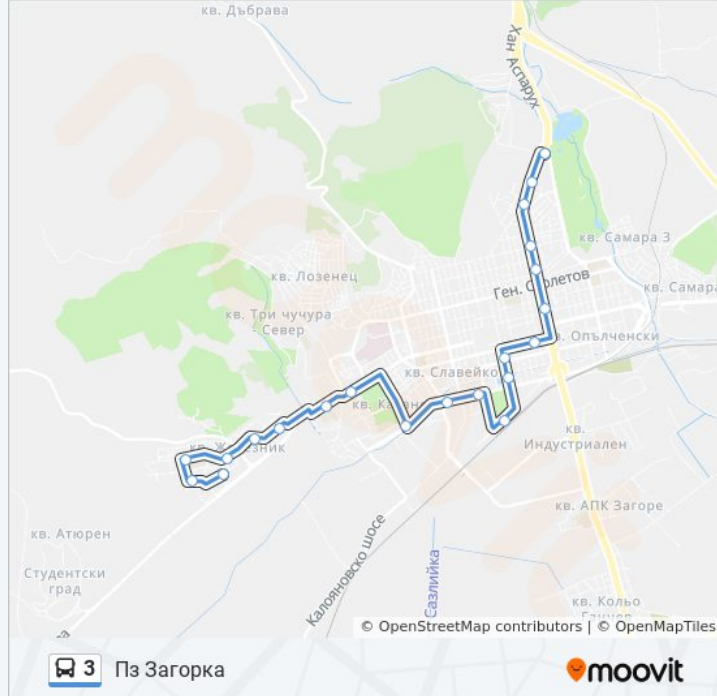 кв. Дъбрава
Хан Аспарух
кв. Самара 3
кв. Лозенец
Ген. Столетов
кв. Самара
кв. Три чучура
- Север
кв. Опълченски
кв. Славейков
кв. Железник
кв.
Индустриален
кв. АПК Загоре
кв. Атюрен
Студентски
град
Калояновско шосе
Сазлийка
кв. Кольо
© OpenStreetMap contributors | © OpenMapTiles
3 Пз Загорка
moovit